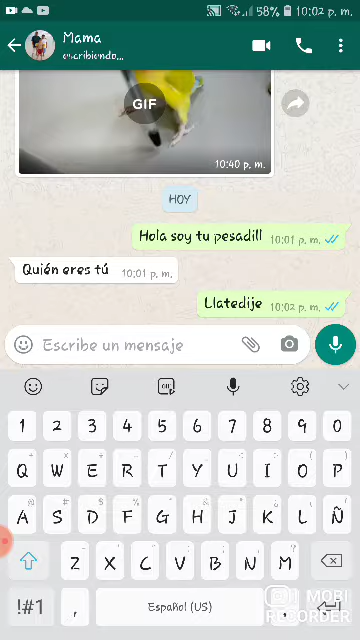 58% 10:02 p. m.
Mama
escribiendo...
GIF
10:40 p. m.
HOY
Hola soy tu pesadill 10:01 p. m.
Quién eres tú 10:01 p. m.
Llatedije 10:02 p. m.
Escribe un mensaje
GIF
1 2 3 4 5 6 7 8 9 0
Q W E R T Y U I O P
A S D F G H J K L Ñ
Z X C V B N M
!#1 , Español (US) .
MOBI
RECORDER